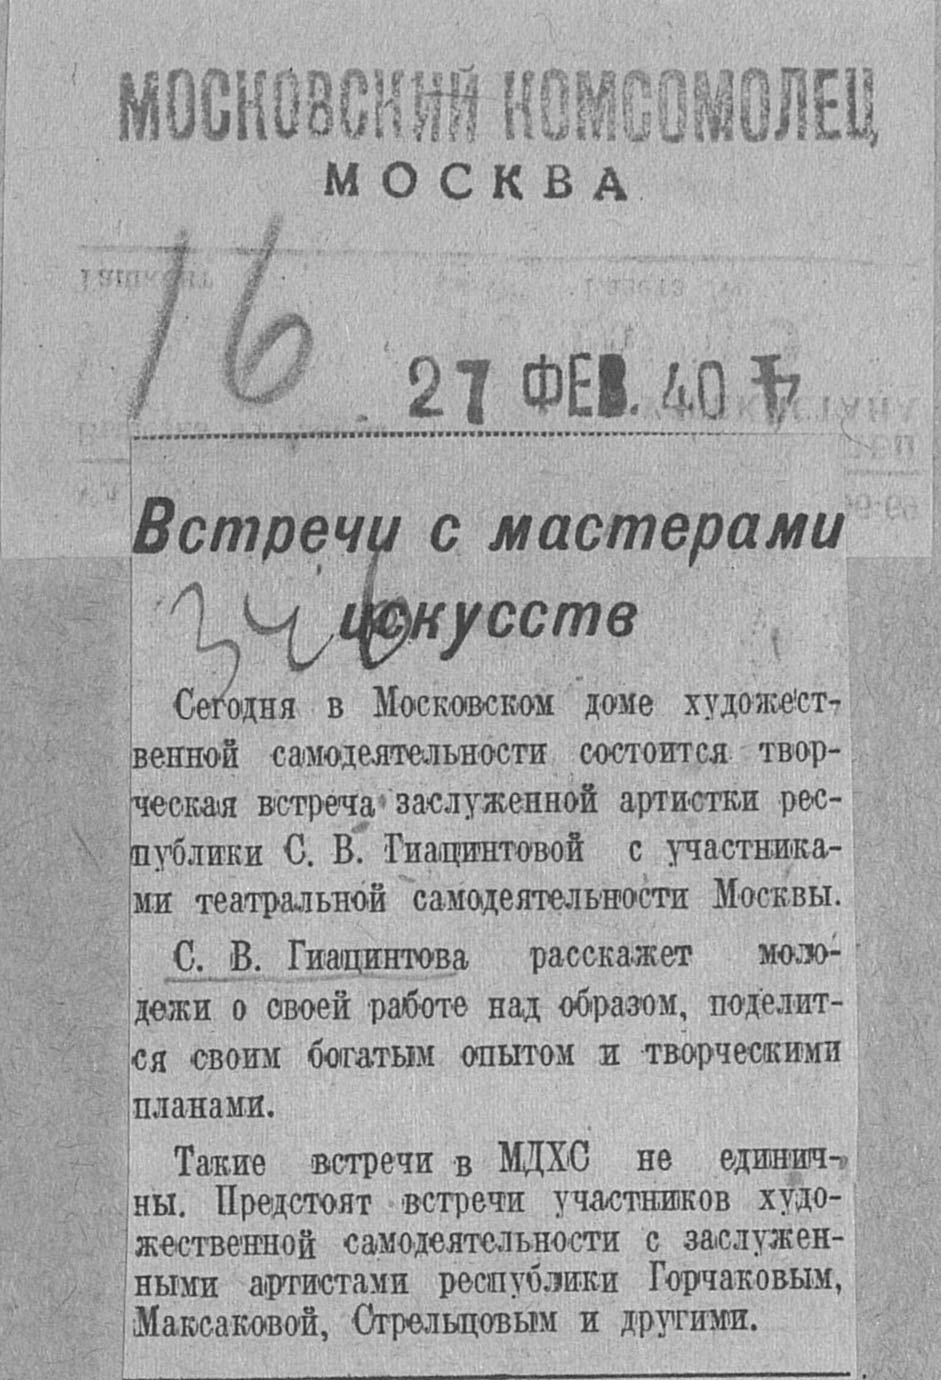 МОСКОВСКИЙ КОМСОМОЛЕЦ
МОСКВА
16
27 ФЕВ. 40
Встречи с мастерами
искусств
Сегодня в Московском доме художест-
венной самодеятельности состоится твор-
ческая встреча заслуженной артистки рес-
публики С. В. Гиацинтовой с участника-
ми театральной самодеятельности Москвы.
С. В. Гиацинтова расскажет моло-
дежи о своей работе над образом, поделит-
ся своим богатым опытом и творческими
планами.
Такие встречи в МДХС не единич-
ны. Предстоят встречи участников худо-
жественной самодеятельности с заслужен-
ными артистами республики Горчаковым,
Максаковой, Стрельцовым и другими.